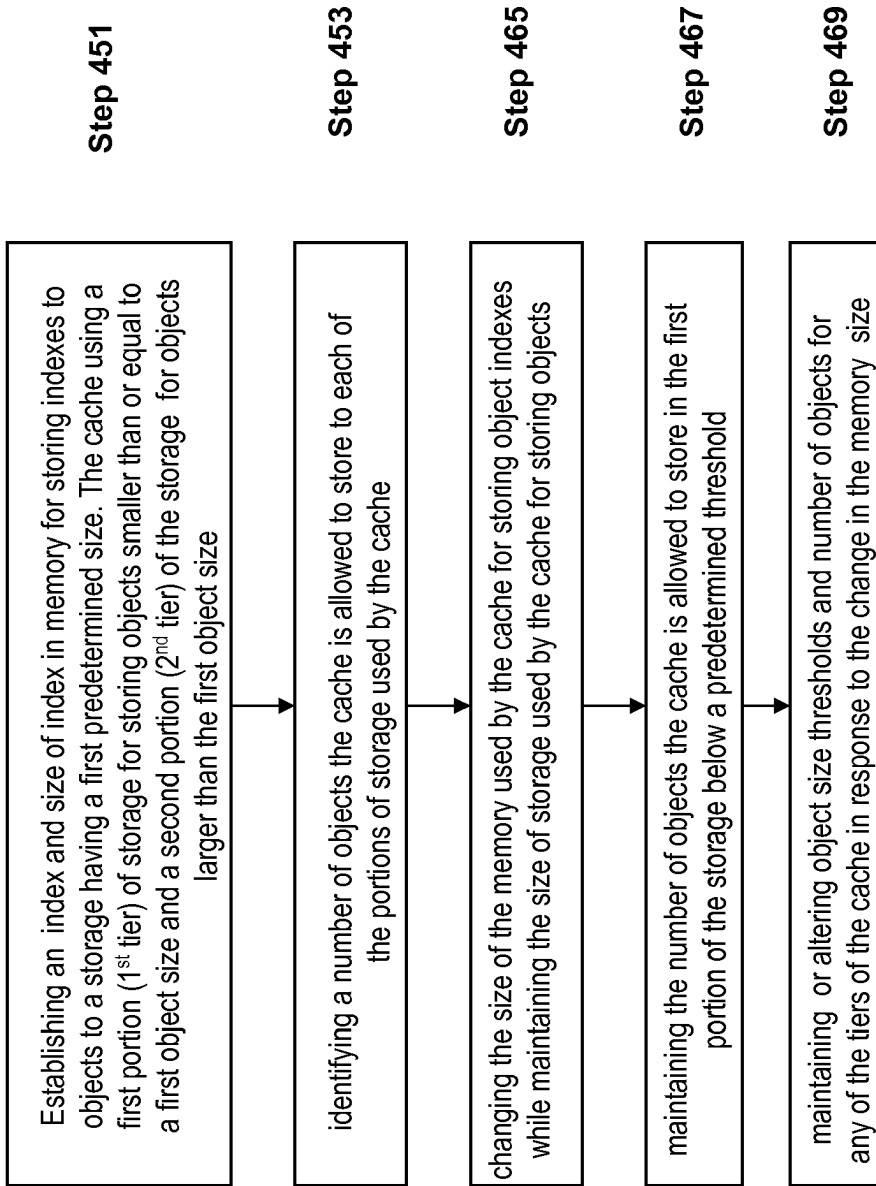 Establishing an index and size of index in memory for storing indexes to
objects to a storage having a first predetermined size. The cache using a
first portion (1st tier) of storage for storing objects smaller than or equal to
a first object size and a second portion (2nd tier) of the storage for objects
larger than the first object size
Step 451
identifying a number of objects the cache is allowed to store to each of
the portions of storage used by the cache
Step 453
changing the size of the memory used by the cache for storing object indexes
while maintaining the size of storage used by the cache for storing objects
Step 465
maintaining the number of objects the cache is allowed to store in the first
portion of the storage below a predetermined threshold
Step 467
maintaining or altering object size thresholds and number of objects for
any of the tiers of the cache in response to the change in the memory size
Step 469